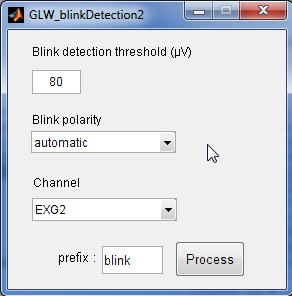 GLW_blinkDetection2
Blink detection threshold (µV)
80
Blink polarity
automatic
Channel
EXG2
prefix : blink Process